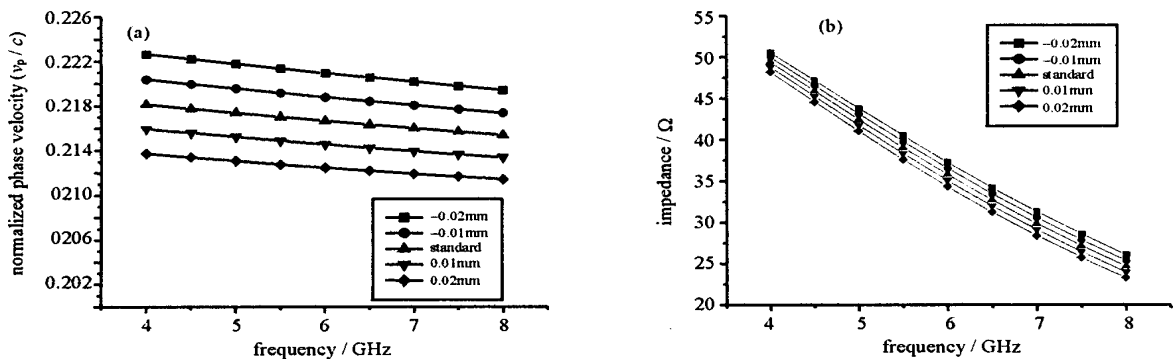 (a)
normalized phase velocity (vₚ / c)
0.226
0.222
0.218
0.214
0210
0206
0.202
4 5 6 7 8
frequency / GHz
−0.02mm
−0.01mm
standard
0.01mm
0.02mm
(b)
impedance / Ω
55
50
45
40
35
30
25
20
4 5 6 7 8
frequency / GHz
−0.02mm
−0.01mm
standard
0.01mm
0.02mm